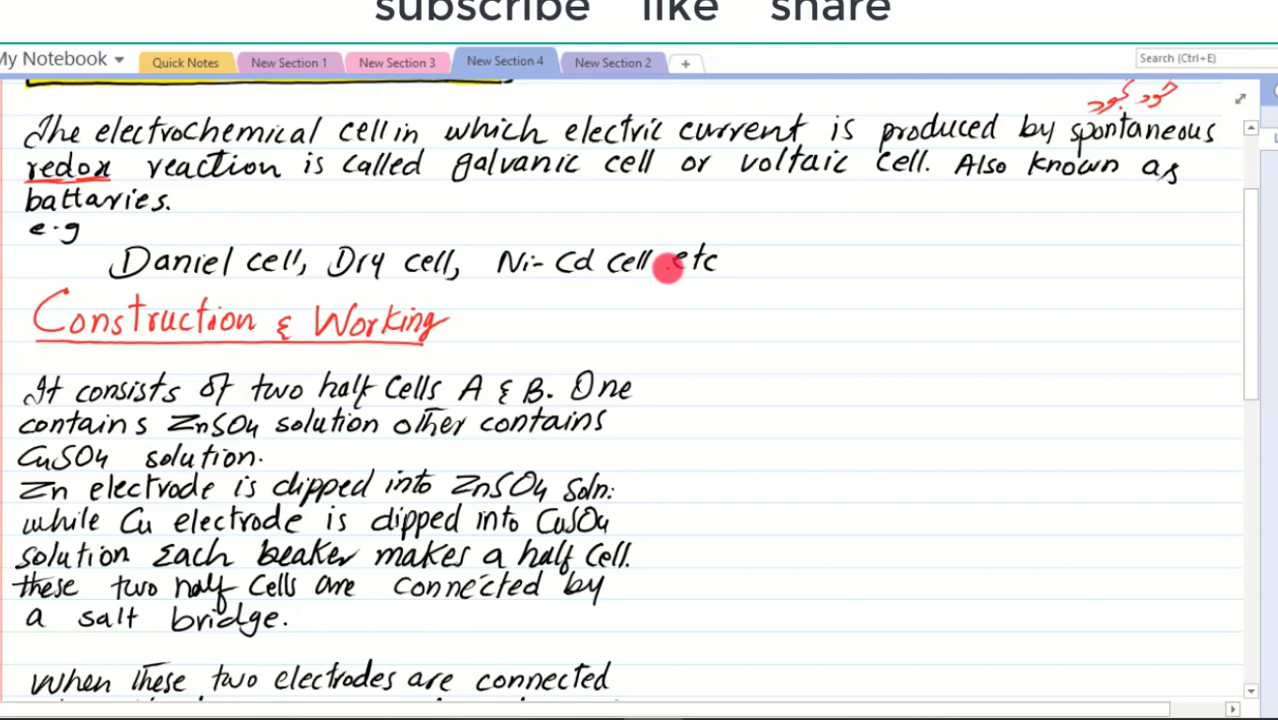 subscribe like share
My Notebook
Quick Notes
New Section 1
New Section 3
New Section 4
New Section 2
Search (Ctrl+E)
خود بخود
The electrochemical cell in which electric current is produced by spontaneous
redox reaction is called galvanic cell or voltaic cell. Also known as
battaries.
e.g
Daniel cell, Dry cell, Ni-Cd cell etc
Construction & Working
It consists of two half Cells A & B. One
contains ZnSO4 solution other contains
CuSO4 solution.
Zn electrode is dipped into ZnSO4 Soln:
while Cu electrode is dipped into CuSO4
solution Each beaker makes a half Cell.
these two half Cells are connected by
a salt bridge.
When these two electrodes are connected